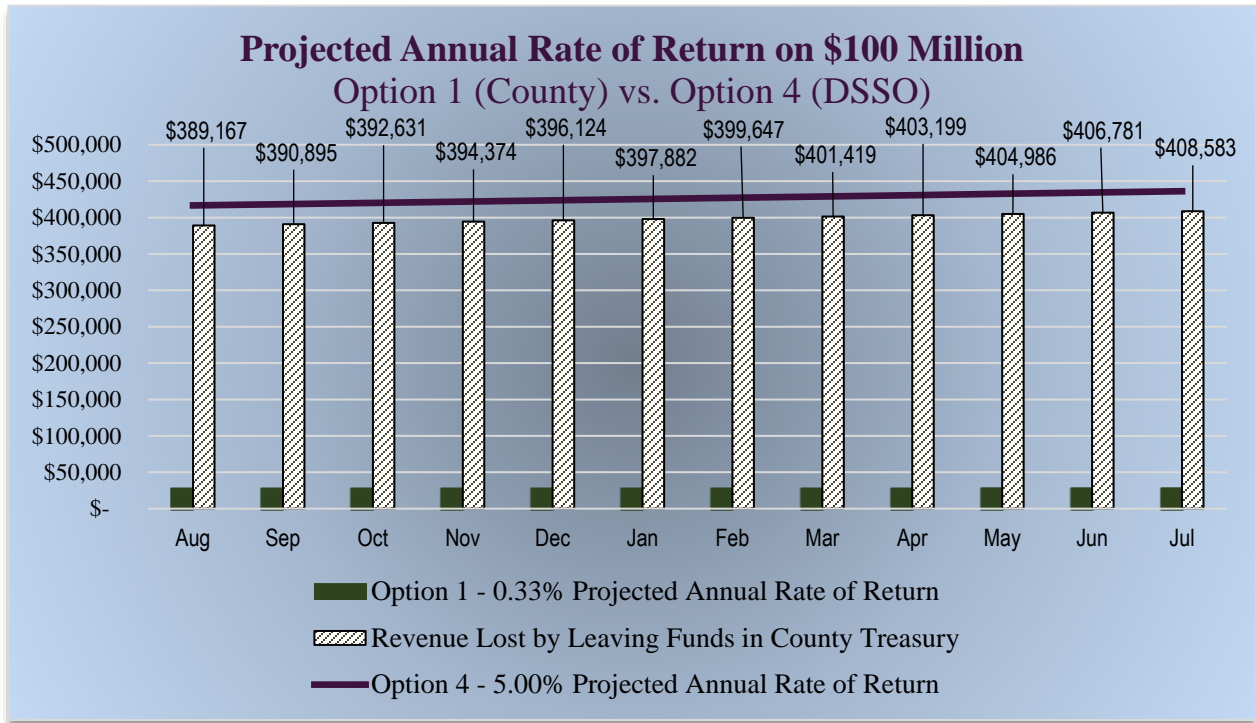 Projected Annual Rate of Return on $100 Million
Option 1 (County) vs. Option 4 (DSSO)
$389,167 $392,631 $396,124 $399,647 $403,199 $406,781
$390,895 $394,374 $397,882 $401,419 $404,986 $408,583
$500,000
$450,000
$400,000
$350,000
$300,000
$250,000
$200,000
$150,000
$100,000
$50,000
$-
Aug Sep Oct Nov Dec Jan Feb Mar Apr May Jun Jul
Option 1 - 0.33% Projected Annual Rate of Return
Revenue Lost by Leaving Funds in County Treasury
Option 4 - 5.00% Projected Annual Rate of Return